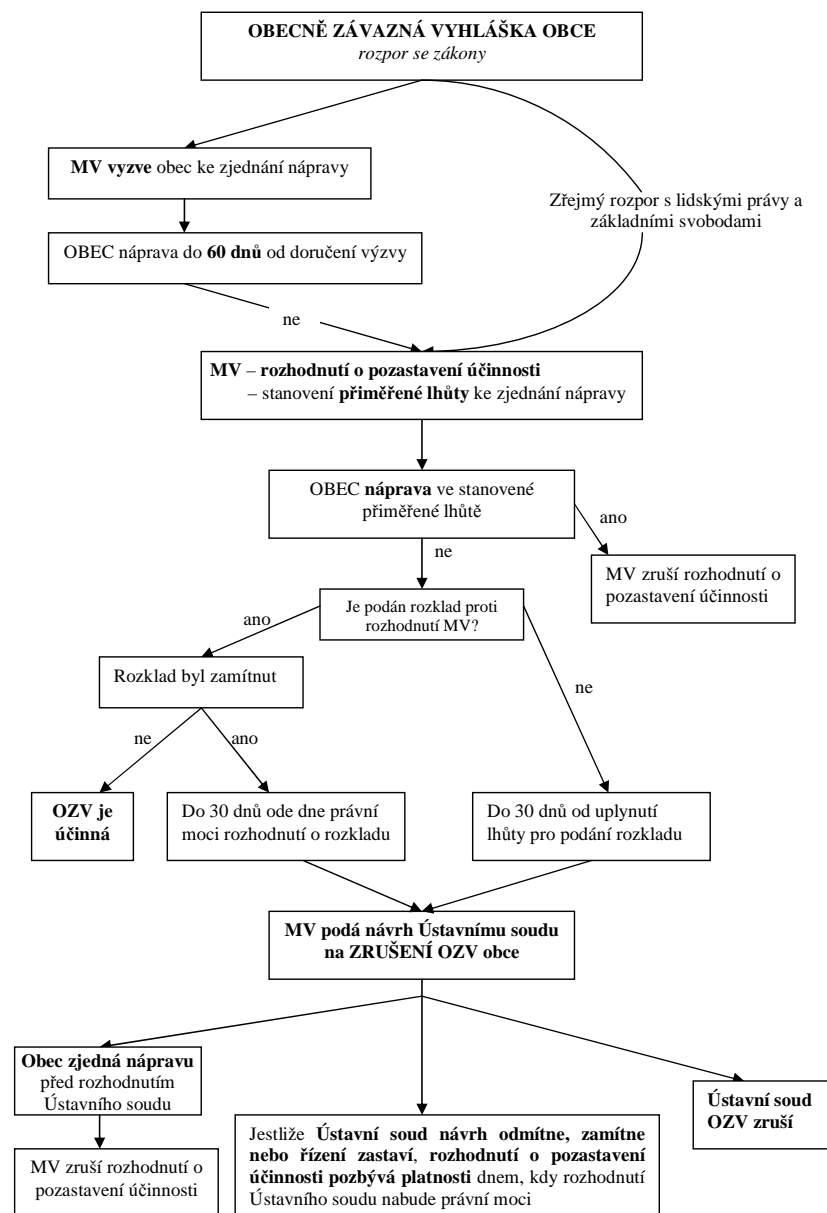 OBECNĚ ZÁVAZNÁ VYHLÁŠKA OBCE
rozpor se zákony
MV vyzve obec ke zjednání nápravy
Zřejmý rozpor s lidskými právy a
základními svobodami
OBEC náprava do 60 dnů od doručení výzvy
ne
MV – rozhodnutí o pozastavení účinnosti
– stanovení přiměřené lhůty ke zjednání nápravy
OBEC náprava ve stanovené
přiměřené lhůtě
ano
ne
MV zruší rozhodnutí o
pozastavení účinnosti
Je podán rozklad proti
rozhodnutí MV?
ano
Rozklad byl zamítnut
ne
ne
ano
OZV je
účinná
Do 30 dnů ode dne právní
moci rozhodnutí o rozkladu
Do 30 dnů od uplynutí
lhůty pro podání rozkladu
MV podá návrh Ústavnímu soudu
na ZRUŠENÍ OZV obce
Obec zjedná nápravu
před rozhodnutím
Ústavního soudu
Ústavní soud
OZV zruší
Jestliže Ústavní soud návrh odmítne, zamítne
nebo řízení zastaví, rozhodnutí o pozastavení
účinnosti pozbývá platnosti dnem, kdy rozhodnutí
Ústavního soudu nabude právní moci
MV zruší rozhodnutí o
pozastavení účinnosti